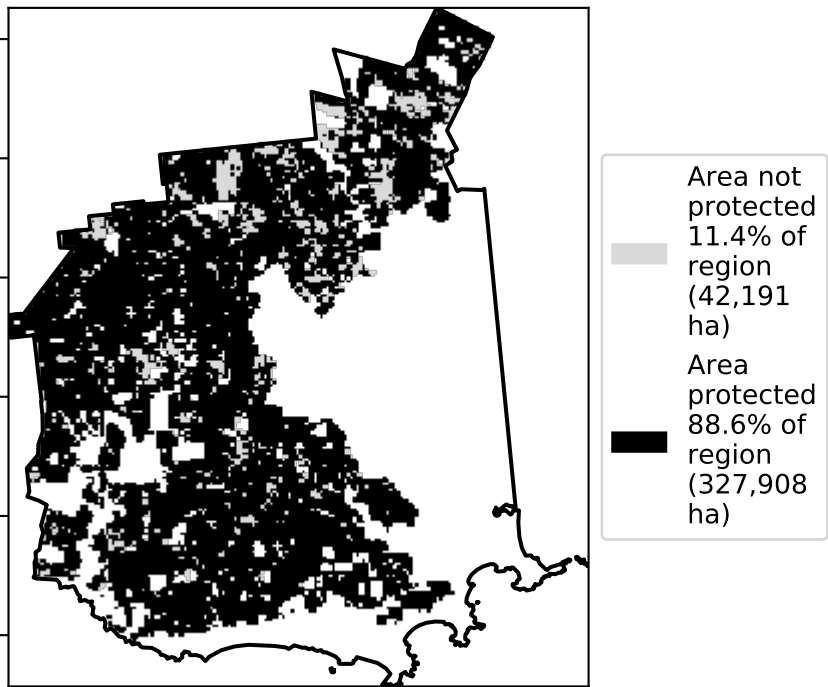 Area not
protected
11.4% of
region
(42,191
ha)
Area
protected
88.6% of
region
(327,908
ha)